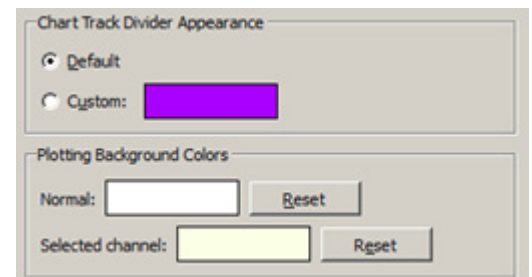 Chart Track Divider Appearance
Default
Custom:
Plotting Background Colors
Normal: Reset
Selected channel: Reset